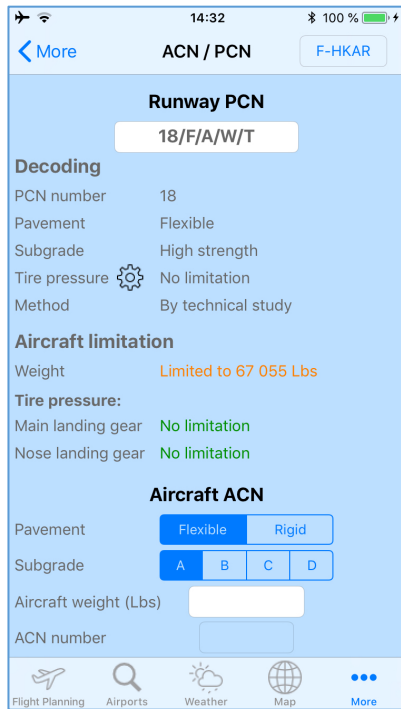 14:32
100 %
More
ACN / PCN
F-HKAR
Runway PCN
18/F/A/W/T
Decoding
PCN number 18
Pavement Flexible
Subgrade High strength
Tire pressure No limitation
Method By technical study
Aircraft limitation
Weight Limited to 67 055 Lbs
Tire pressure:
Main landing gear No limitation
Nose landing gear No limitation
Aircraft ACN
Pavement Flexible Rigid
Subgrade A B C D
Aircraft weight (Lbs)
ACN number
Flight Planning Airports Weather Map More